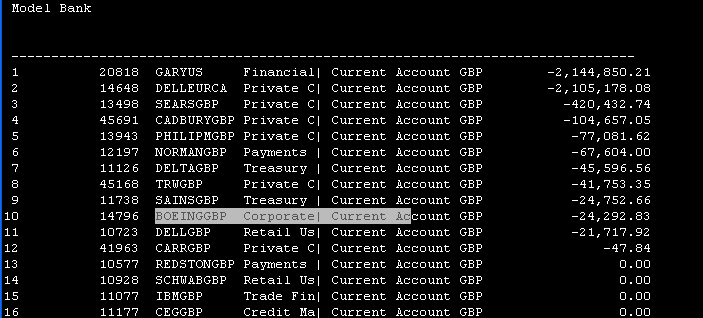 Model Bank
--------------------------------------------------------------------------------
1 20818 GARYUS Financial| Current Account GBP -2,144,850.21
2 14648 DELLEURCA Private C| Current Account GBP -2,105,178.08
3 13498 SEARSGBP Private C| Current Account GBP -420,432.74
4 45691 CADBURYGBP Private C| Current Account GBP -104,657.05
5 13943 PHILIPMGBP Private C| Current Account GBP -77,081.62
6 12197 NORMANGBP Payments | Current Account GBP -67,604.00
7 11126 DELTAGBP Treasury | Current Account GBP -45,596.56
8 45168 TRWGBP Private C| Current Account GBP -41,753.35
9 11738 SAINSGBP Treasury | Current Account GBP -24,752.66
10 14796 BOEINGGBP Corporate| Current Account GBP -24,292.83
11 10723 DELLGBP Retail Us| Current Account GBP -21,717.92
12 41963 CARRGBP Private C| Current Account GBP -47.84
13 10577 REDSTONGBP Payments | Current Account GBP 0.00
14 10928 SCHWABGBP Retail Us| Current Account GBP 0.00
15 11077 IBMGBP Trade Fin| Current Account GBP 0.00
16 11177 CEGGBP Credit Ma| Current Account GBP 0.00